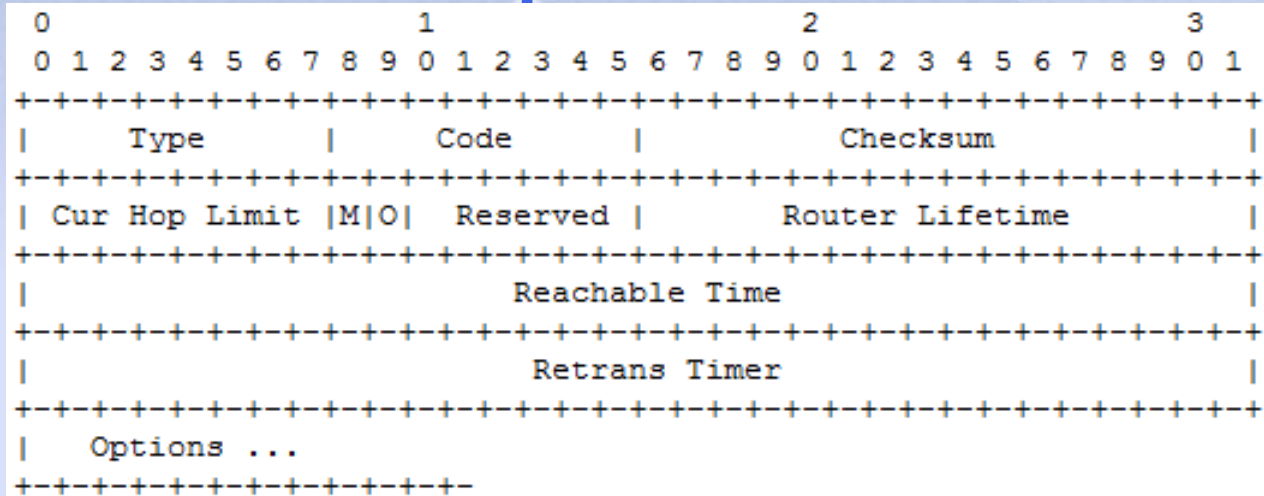 0                   1                   2                   3
 0 1 2 3 4 5 6 7 8 9 0 1 2 3 4 5 6 7 8 9 0 1 2 3 4 5 6 7 8 9 0 1
+-+-+-+-+-+-+-+-+-+-+-+-+-+-+-+-+-+-+-+-+-+-+-+-+-+-+-+-+-+-+-+-+
|     Type      |     Code      |          Checksum             |
+-+-+-+-+-+-+-+-+-+-+-+-+-+-+-+-+-+-+-+-+-+-+-+-+-+-+-+-+-+-+-+-+
| Cur Hop Limit |M|O|  Reserved |       Router Lifetime         |
+-+-+-+-+-+-+-+-+-+-+-+-+-+-+-+-+-+-+-+-+-+-+-+-+-+-+-+-+-+-+-+-+
|                         Reachable Time                        |
+-+-+-+-+-+-+-+-+-+-+-+-+-+-+-+-+-+-+-+-+-+-+-+-+-+-+-+-+-+-+-+-+
|                          Retrans Timer                        |
+-+-+-+-+-+-+-+-+-+-+-+-+-+-+-+-+-+-+-+-+-+-+-+-+-+-+-+-+-+-+-+-+
|   Options ...
+-+-+-+-+-+-+-+-+-+-+-+-